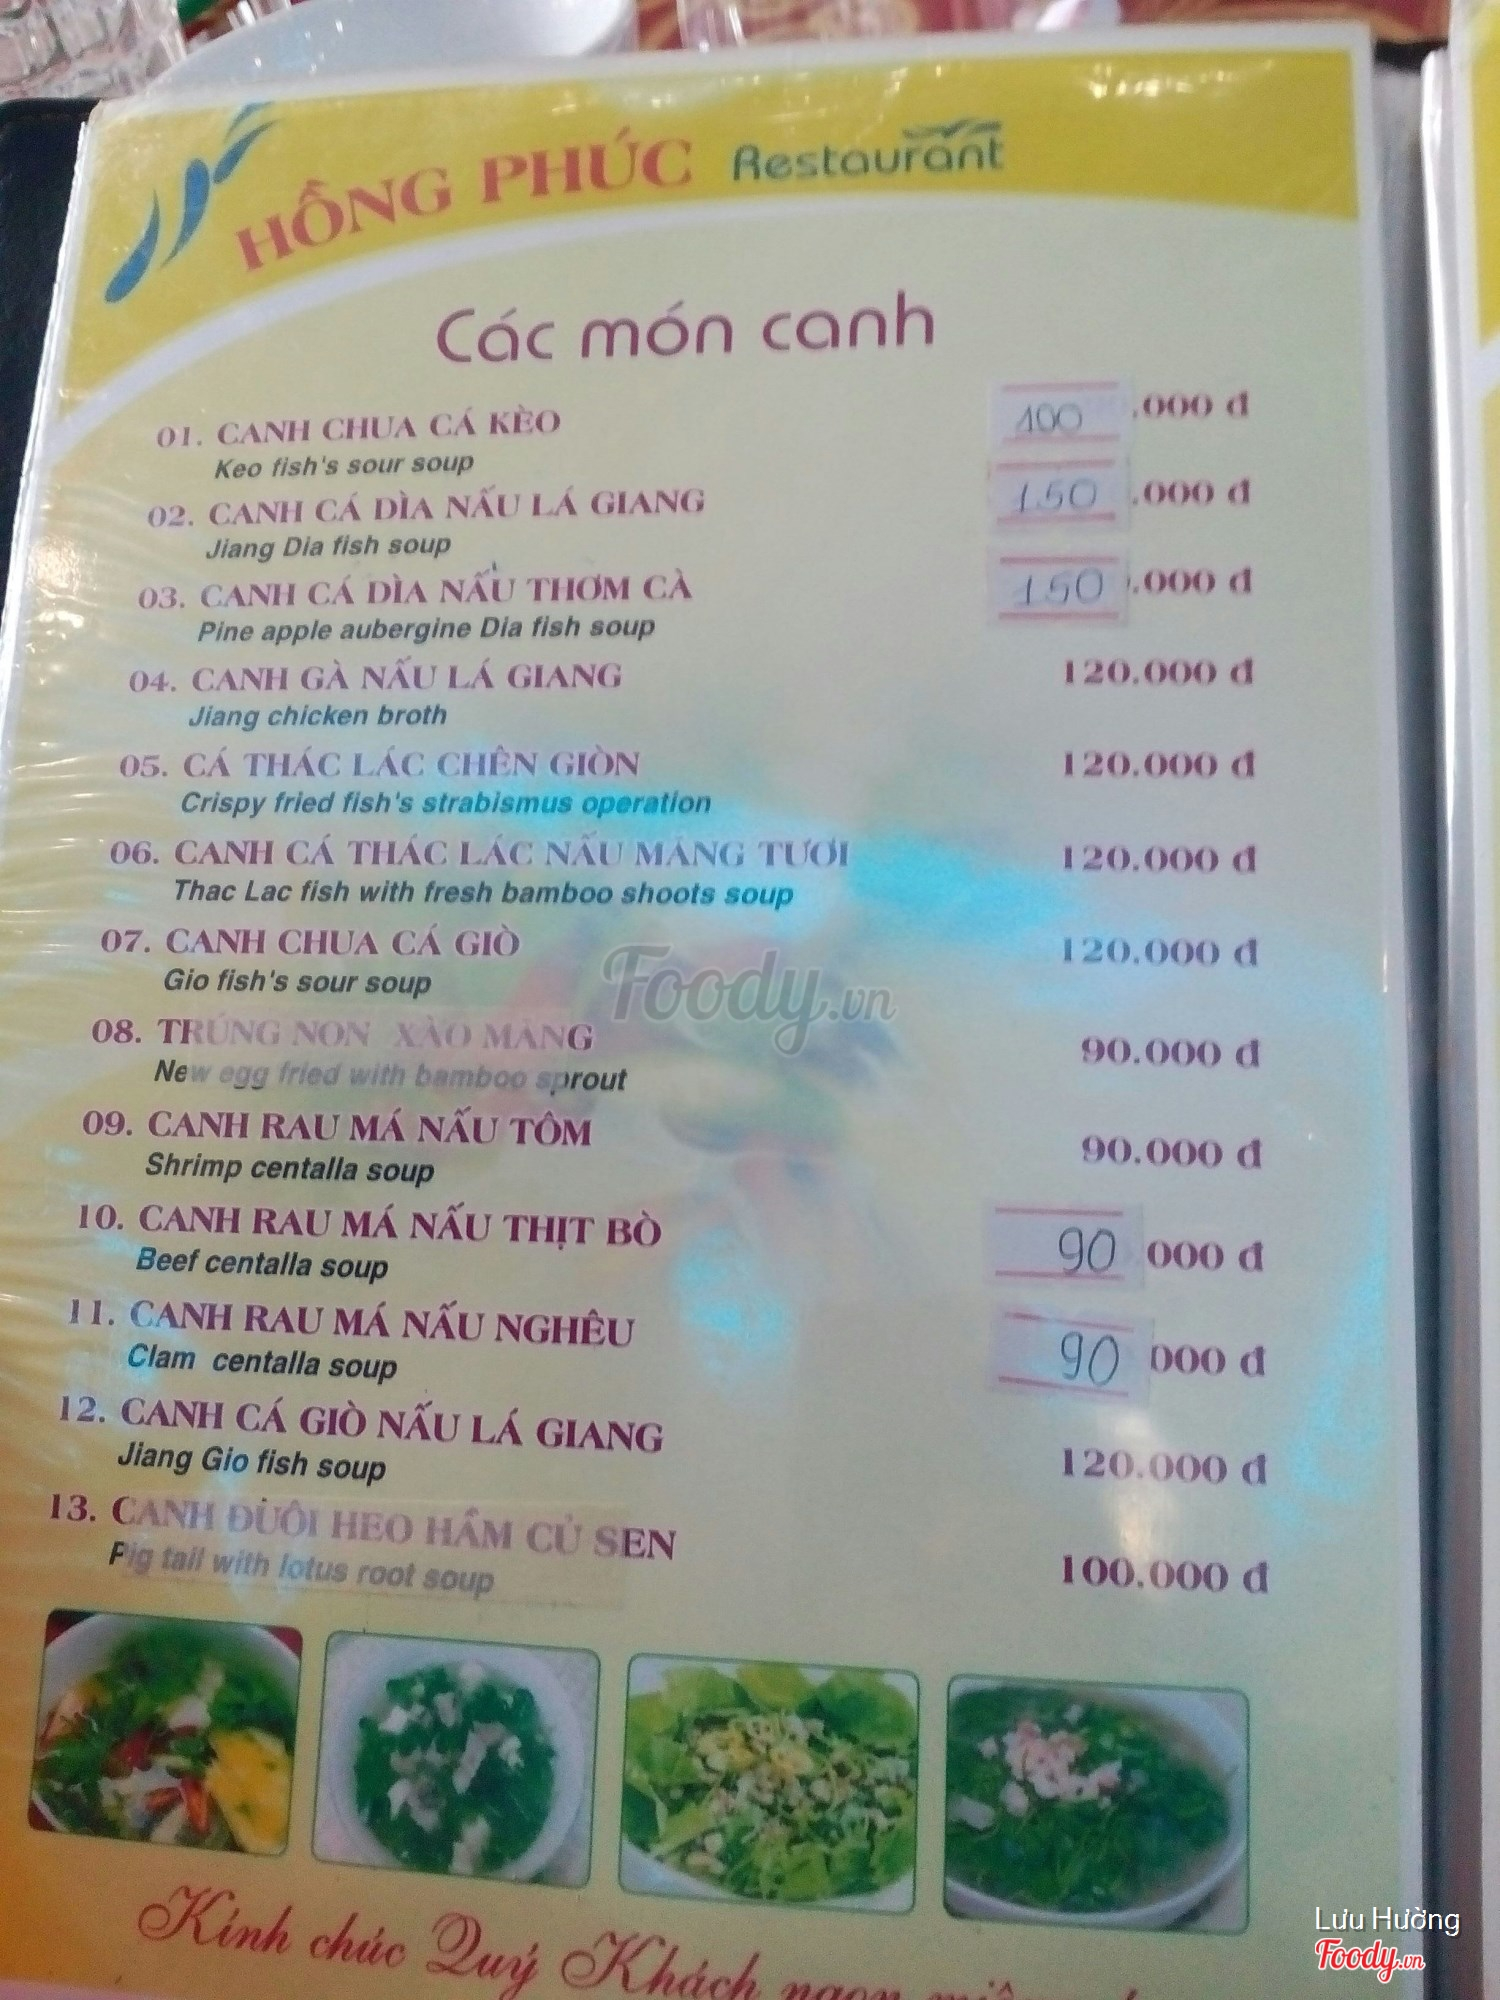 HỒNG PHÚC Restaurant
Các món canh
01. CANH CHUA CÁ KÈO 100 .000 đ
Keo fish's sour soup
02. CANH CÁ DÌA NẤU LÁ GIANG 150 .000 đ
Jiang Dia fish soup
03. CANH CÁ DÌA NẤU THƠM CÀ 150 .000 đ
Pine apple aubergine Dia fish soup
04. CANH GÀ NẤU LÁ GIANG 120.000 đ
Jiang chicken broth
05. CÁ THÁC LÁC CHÊN GIÒN 120.000 đ
Crispy fried fish's strabismus operation
06. CANH CÁ THÁC LÁC NẤU MĂNG TƯƠI 120.000 đ
Thac Lac fish with fresh bamboo shoots soup
07. CANH CHUA CÁ GIÒ 120.000 đ
Gio fish's sour soup
08. TRỨNG NON XÀO MĂNG 90.000 đ
New egg fried with bamboo sprout
09. CANH RAU MÁ NẤU TÔM 90.000 đ
Shrimp centalla soup
10. CANH RAU MÁ NẤU THỊT BÒ 90 000 đ
Beef centalla soup
11. CANH RAU MÁ NẤU NGHÊU 90 000 đ
Clam centalla soup
12. CANH CÁ GIÒ NẤU LÁ GIANG 120.000 đ
Jiang Gio fish soup
13. CANH ĐUÔI HEO HẦM CỦ SEN 100.000 đ
Pig tail with lotus root soup
Kính chúc Quý Khách ngon
Foody.vn
Lưu Hường
Foody.vn